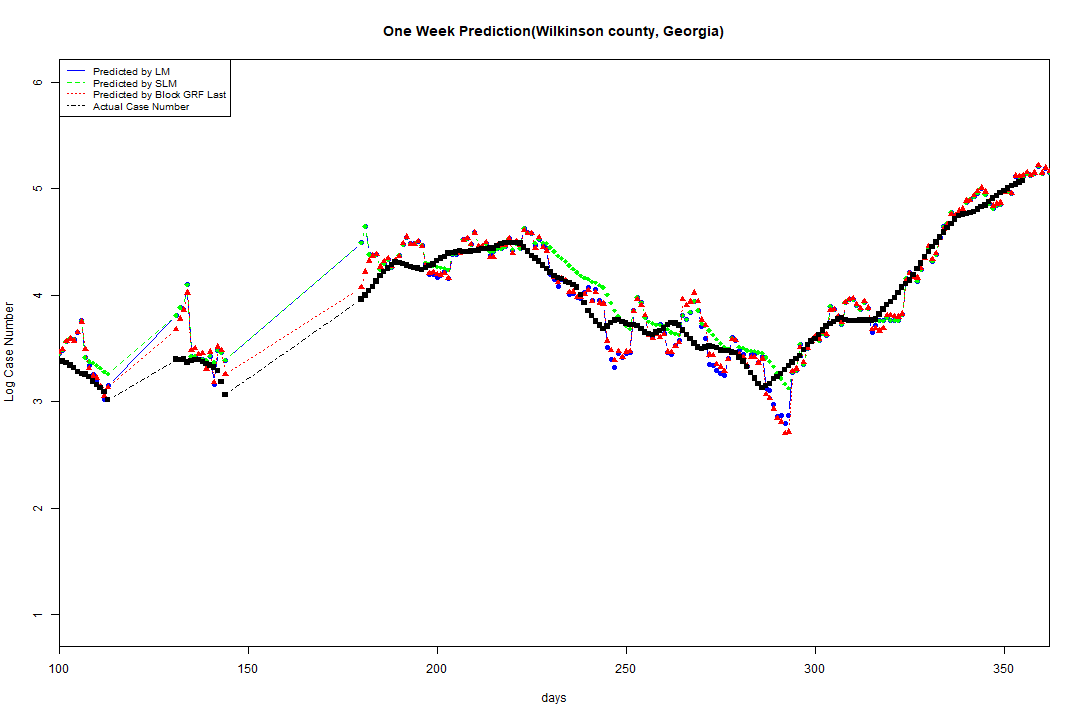 One Week Prediction(Wilkinson county, Georgia)
Predicted by LM
Predicted by SLM
Predicted by Block GRF Last
Actual Case Number
6
5
4
3
2
1
Log Case Number
100 150 200 250 300 350
days